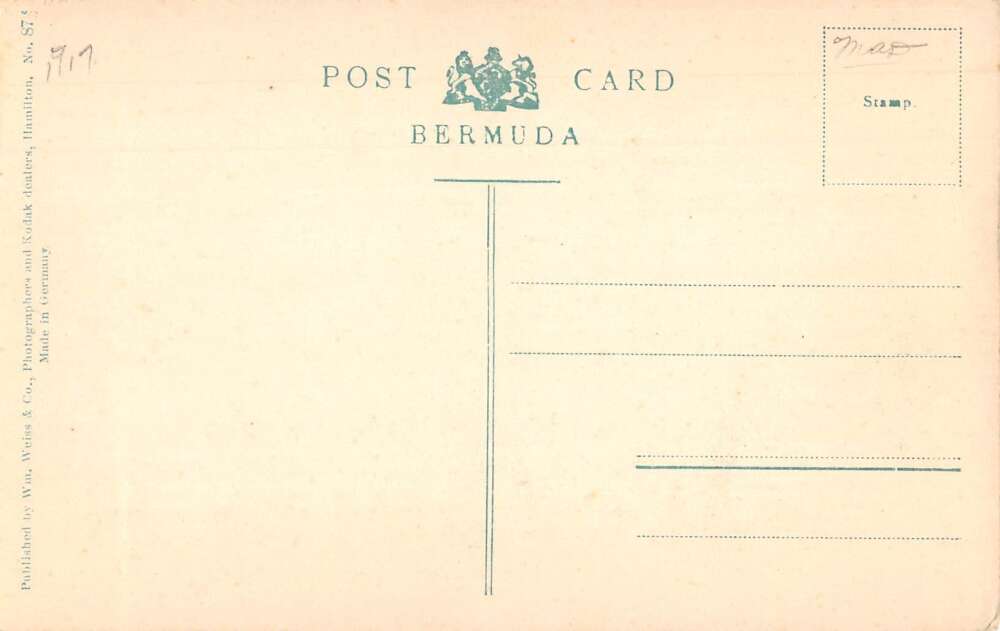 POST CARD
BERMUDA
Stamp.
Published by Wm. Weiss & Co., Photographers and Kodak dealers, Hamilton, No. 87
Made in Germany